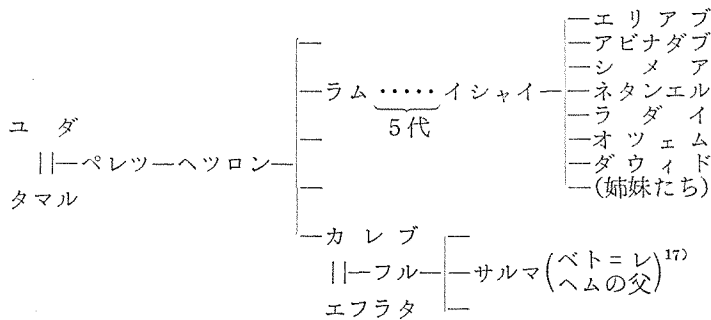 エリアブ
アビナダブ
シメア
ラム ····· イシャイ ネタンエル
5代
ラダイ
ユダ
オツェム
ペレツ ヘツロン
ダウィド
タマル
(姉妹たち)
カレブ
フル サルマ(ベト=レヘムの父)17)
エフラタ